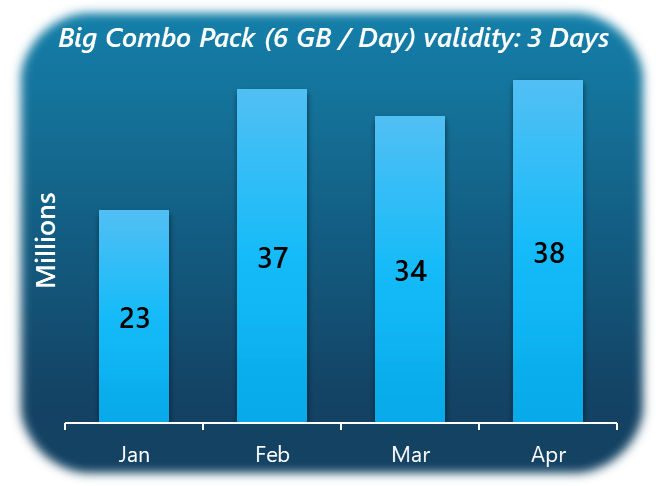 Big Combo Pack (6 GB / Day) validity: 3 Days
Millions
23
37
34
38
Jan
Feb
Mar
Apr